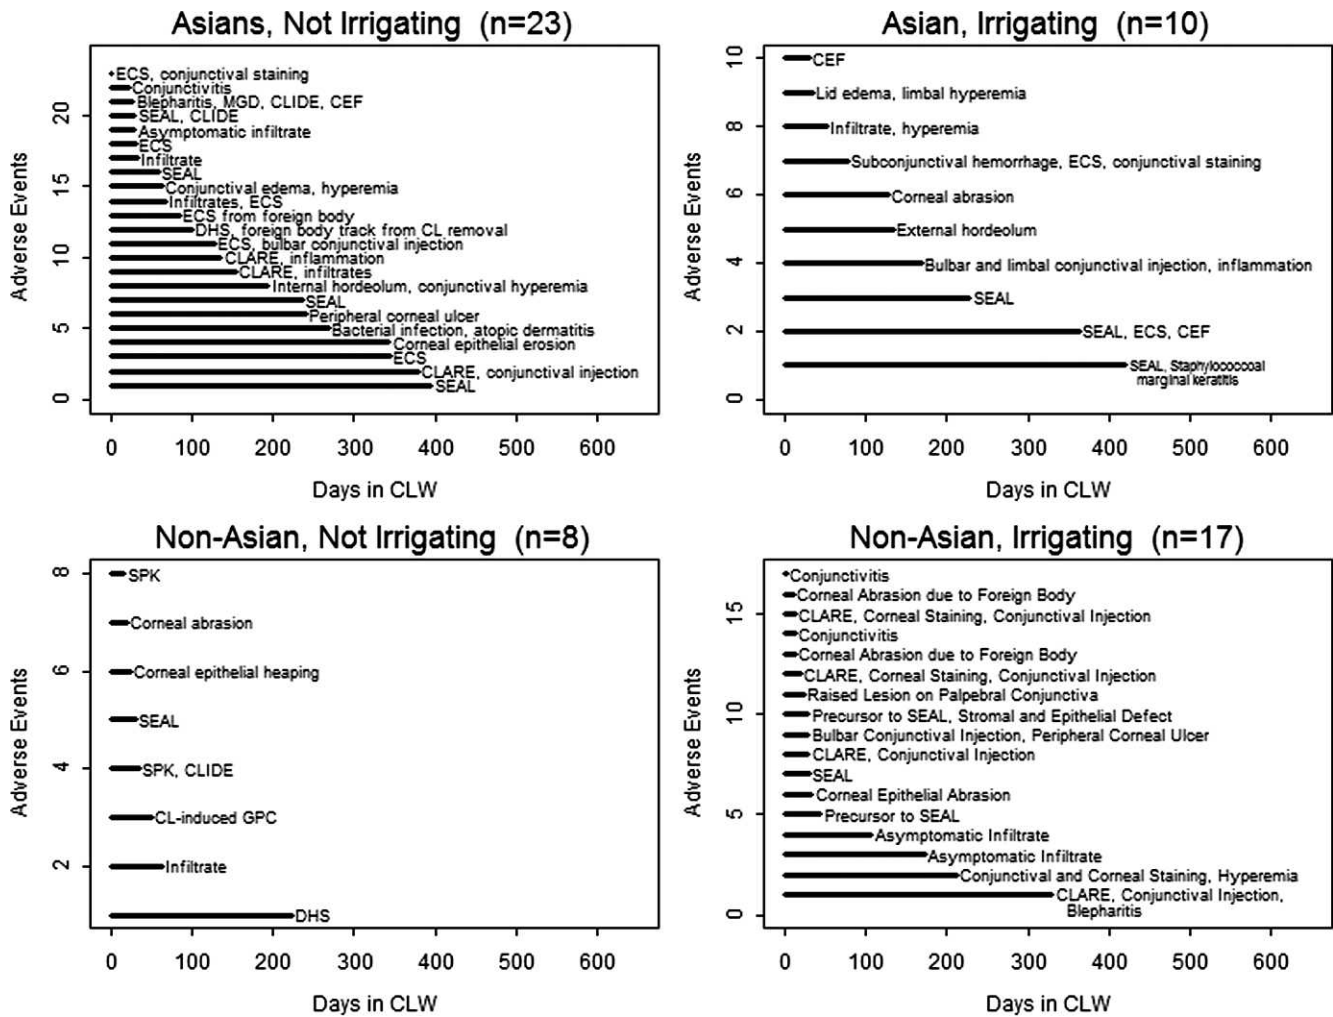 Asians, Not Irrigating (n=23)
Adverse Events
20
15
10
5
0
ECS, conjunctival staining
Conjunctivitis
Blepharitis, MGD, CLIDE, CEF
SEAL, CLIDE
Asymptomatic infiltrate
ECS
Infiltrate
SEAL
Conjunctival edema, hyperemia
Infiltrates, ECS
ECS from foreign body
DHS, foreign body track from CL removal
ECS, bulbar conjunctival injection
CLARE, inflammation
CLARE, infiltrates
Internal hordeolum, conjunctival hyperemia
SEAL
Peripheral corneal ulcer
Bacterial infection, atopic dermatitis
Corneal epithelial erosion
ECS
CLARE, conjunctival injection
SEAL
0 100 200 300 400 500 600
Days in CLW
Asian, Irrigating (n=10)
Adverse Events
10
8
6
4
2
0
CEF
Lid edema, limbal hyperemia
Infiltrate, hyperemia
Subconjunctival hemorrhage, ECS, conjunctival staining
Corneal abrasion
External hordeolum
Bulbar and limbal conjunctival injection, inflammation
SEAL
SEAL, ECS, CEF
SEAL, Staphylococcal
marginal keratitis
0 100 200 300 400 500 600
Days in CLW
Non-Asian, Not Irrigating (n=8)
Adverse Events
8
6
4
2
SPK
Corneal abrasion
Corneal epithelial heaping
SEAL
SPK, CLIDE
CL-induced GPC
Infiltrate
DHS
0 100 200 300 400 500 600
Days in CLW
Non-Asian, Irrigating (n=17)
Adverse Events
15
10
5
0
Conjunctivitis
Corneal Abrasion due to Foreign Body
CLARE, Corneal Staining, Conjunctival Injection
Conjunctivitis
Corneal Abrasion due to Foreign Body
CLARE, Corneal Staining, Conjunctival Injection
Raised Lesion on Palpebral Conjunctiva
Precursor to SEAL, Stromal and Epithelial Defect
Bulbar Conjunctival Injection, Peripheral Corneal Ulcer
CLARE, Conjunctival Injection
SEAL
Corneal Epithelial Abrasion
Precursor to SEAL
Asymptomatic Infiltrate
Asymptomatic Infiltrate
Conjunctival and Corneal Staining, Hyperemia
CLARE, Conjunctival Injection,
Blepharitis
0 100 200 300 400 500 600
Days in CLW